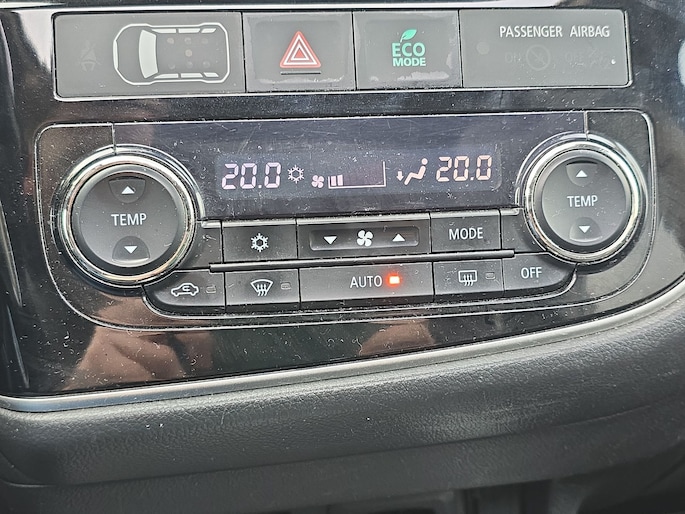 ECO
MODE
PASSENGER AIRBAG
20.0
20.0
TEMP
TEMP
MODE
AUTO
OFF